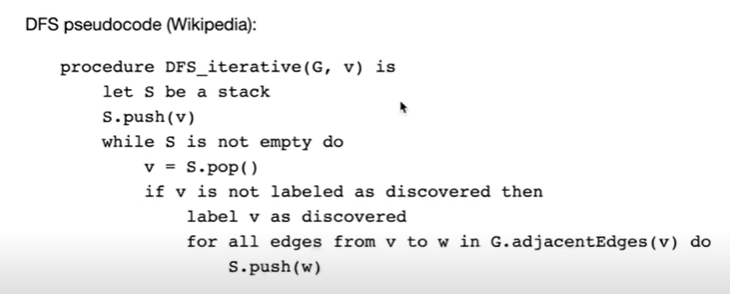 DFS pseudocode (Wikipedia):
procedure DFS_iterative(G, v) is
let S be a stack
S.push(v)
while S is not empty do
v = S.pop()
if v is not labeled as discovered then
label v as discovered
for all edges from v to w in G.adjacentEdges(v) do
S.push(w)